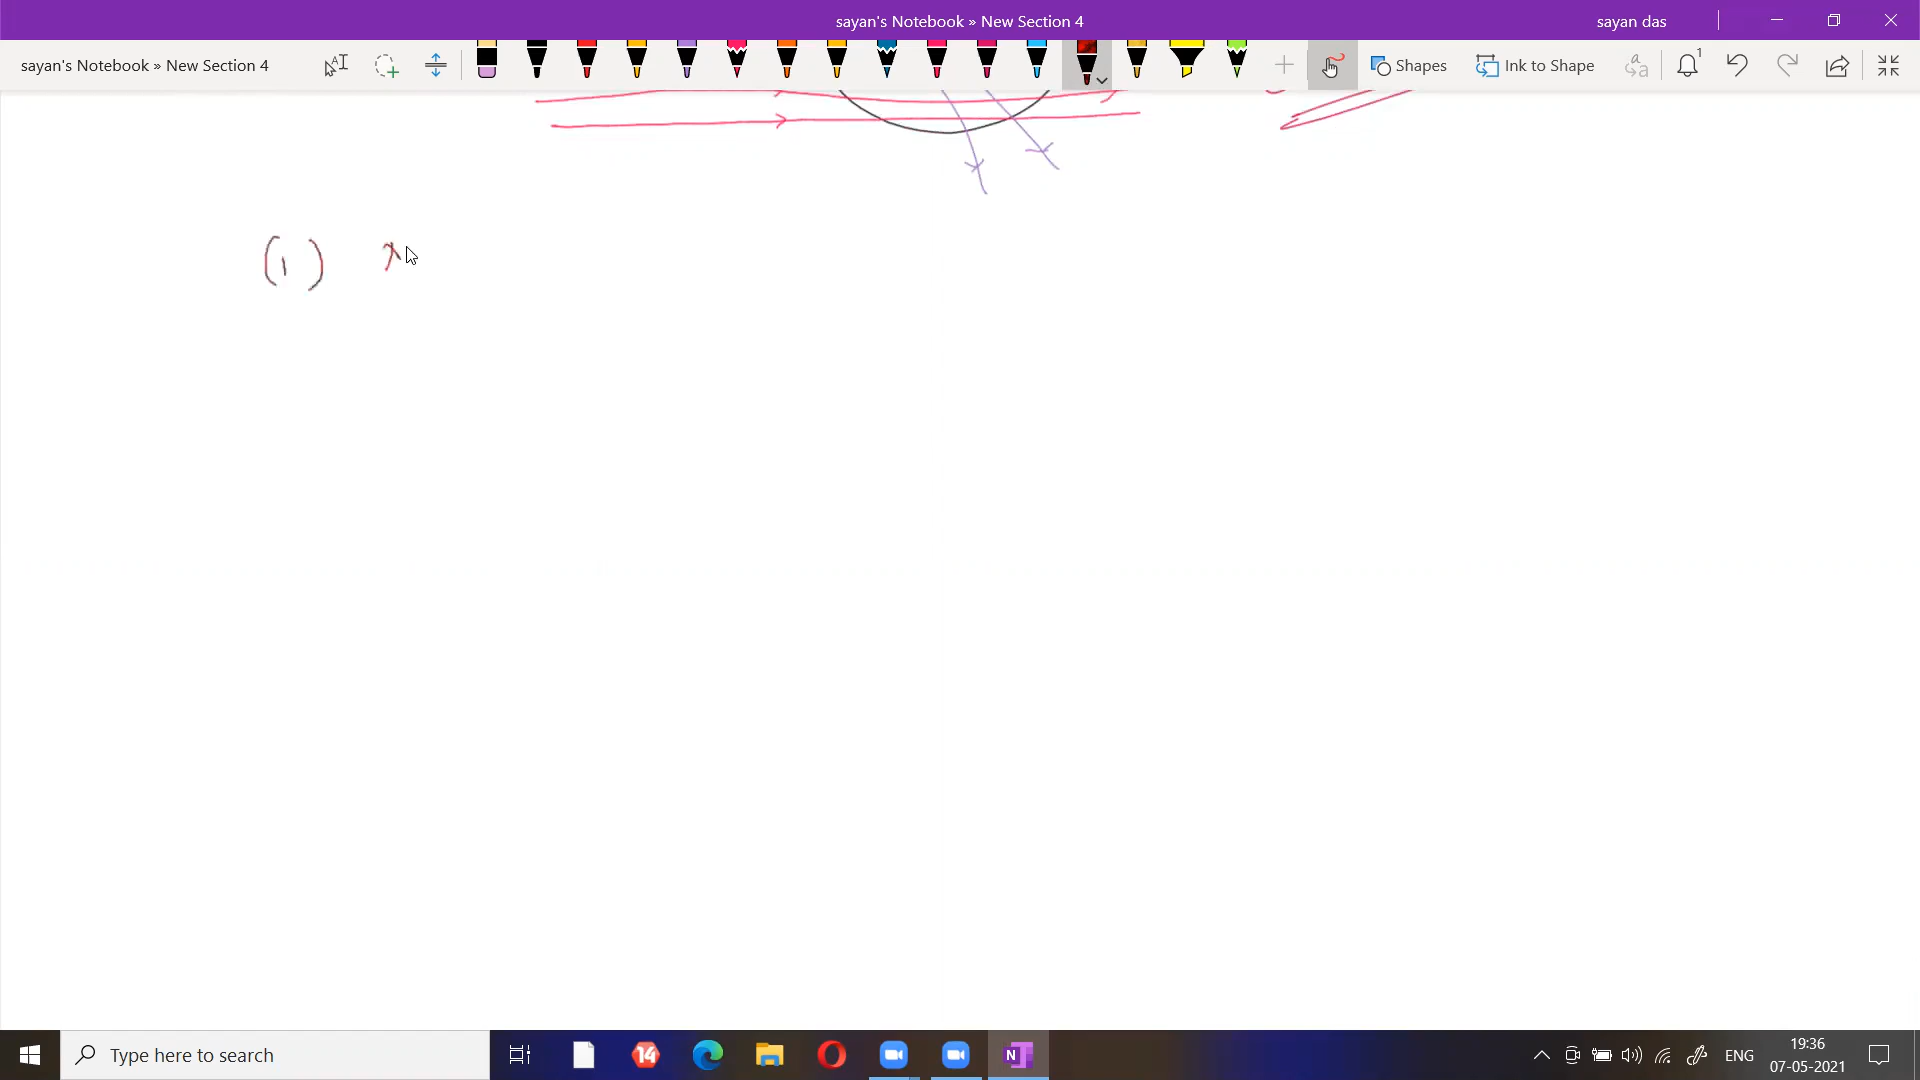 sayan's Notebook » New Section 4
sayan das
sayan's Notebook » New Section 4
Shapes
Ink to Shape
1
(1) x
Type here to search
14
N
ENG
19:36
07-05-2021